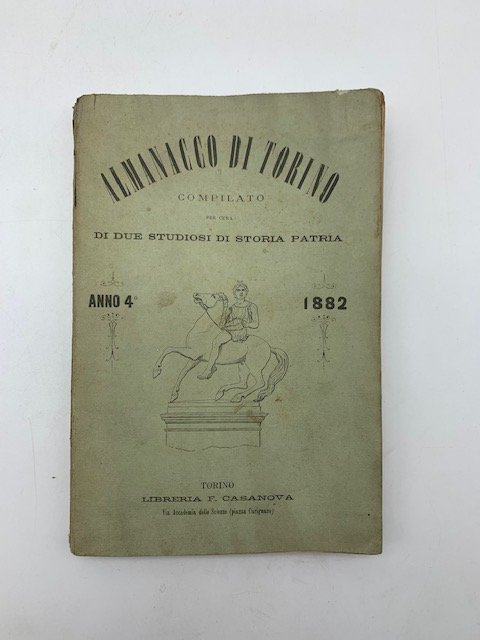 ALMANACCO DI TORINO
COMPILATO
PER CURA
DI DUE STUDIOSI DI STORIA PATRIA
ANNO 4° 1882
TORINO
LIBRERIA F. CASANOVA
Via Accademia delle Scienze (piazza Carignano)